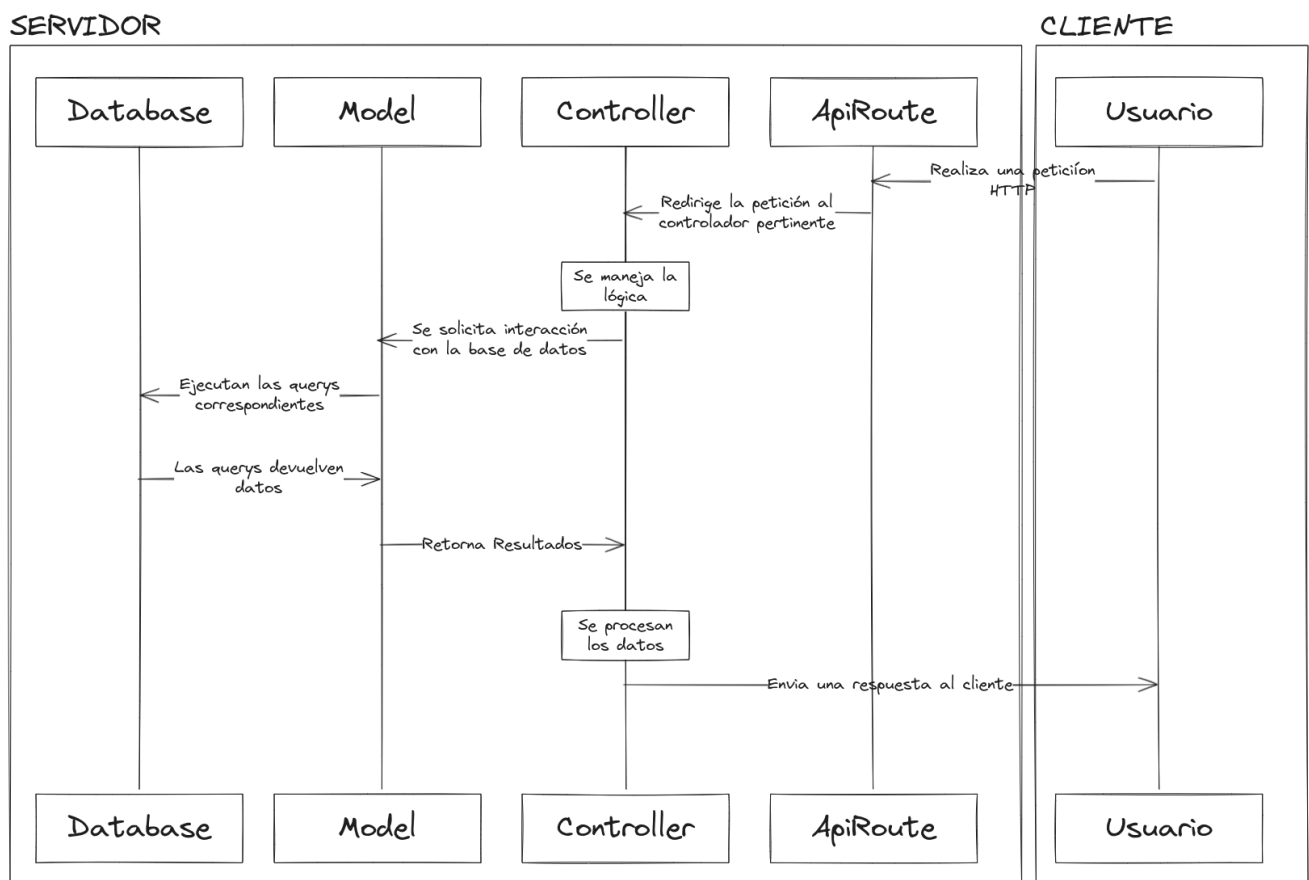 SERVIDOR
CLIENTE
Database
Model
Controller
ApiRoute
Usuario
Realiza una peticiíon
HTTP
Redirige la petición al
controlador pertinente
Se maneja la
lógica
Se solicita interacción
con la base de datos
Ejecutan las querys
correspondientes
Las querys devuelven
datos
Retorna Resultados
Se procesan
los datos
Envia una respuesta al cliente
Database
Model
Controller
ApiRoute
Usuario